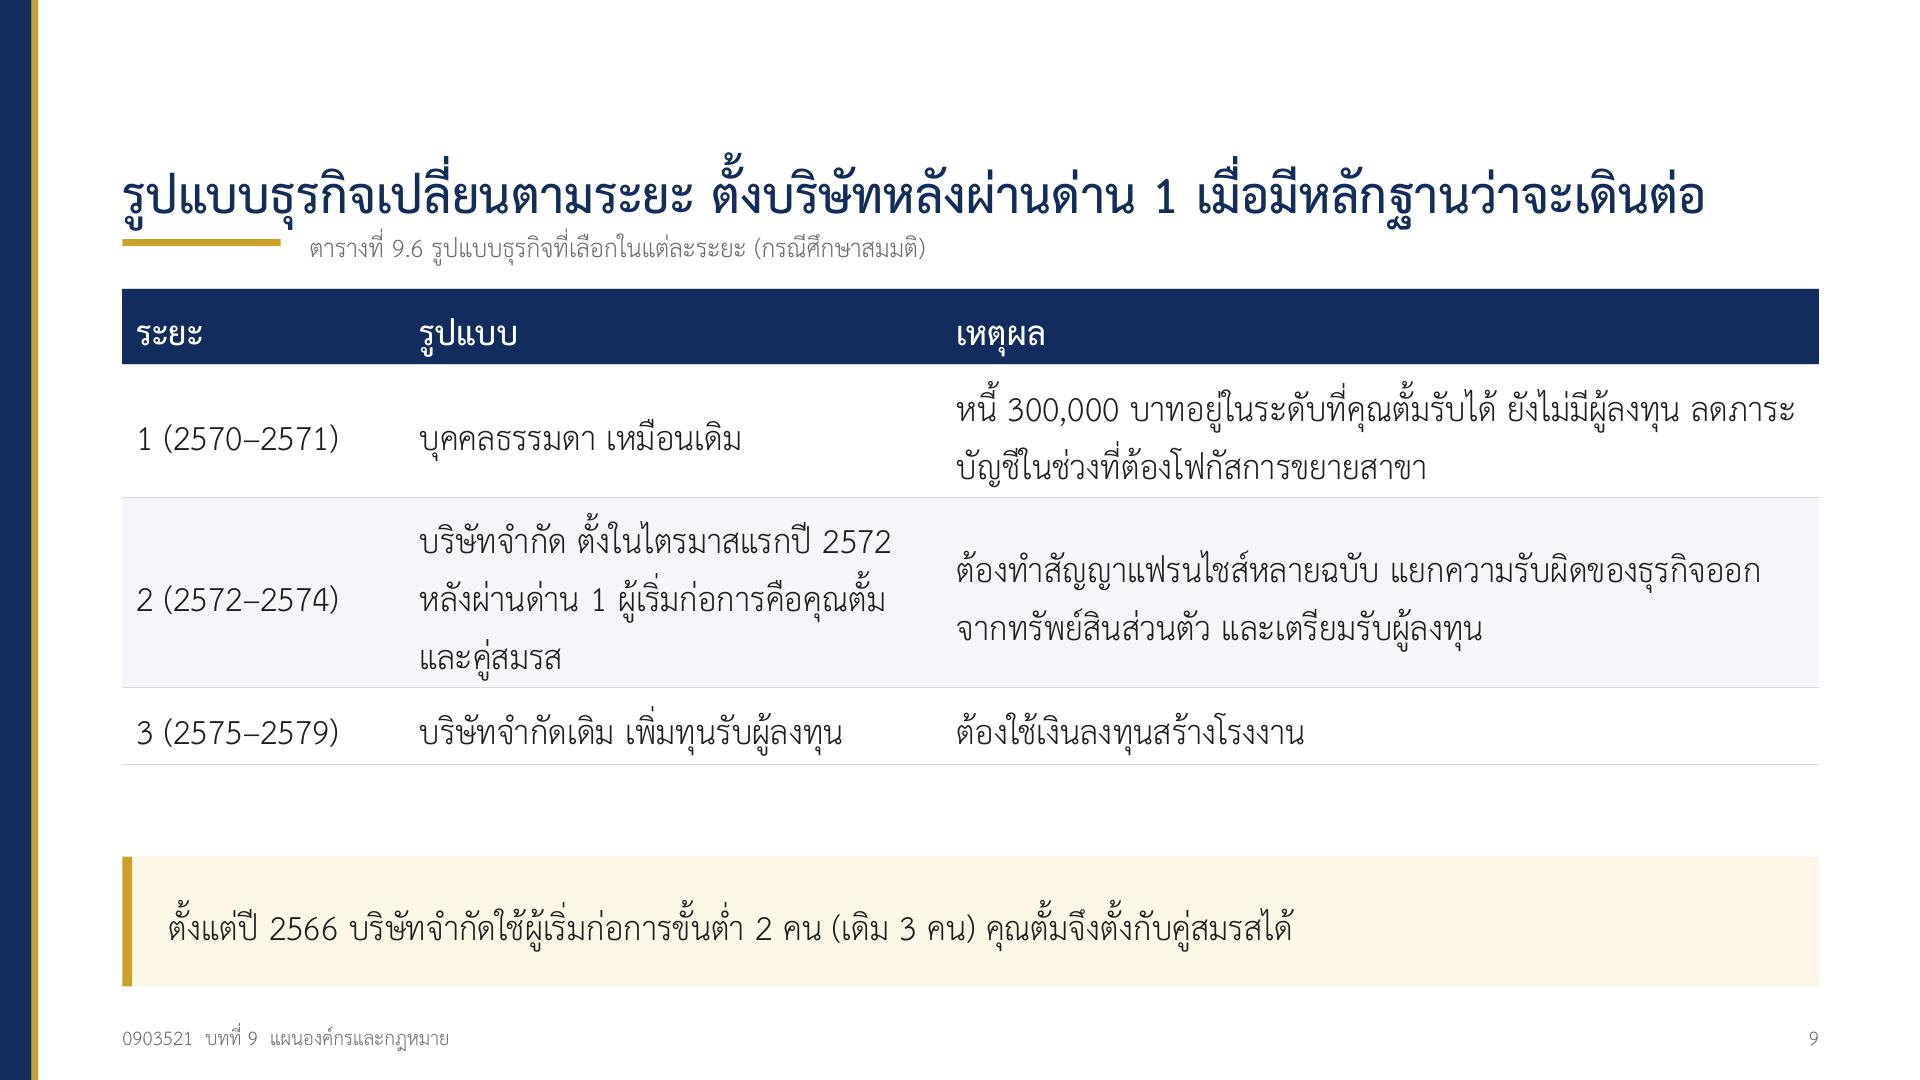 รูปแบบธุรกิจเปลี่ยนตามระยะ ตั้งบริษัทหลังผ่านด่าน 1 เมื่อมีหลักฐานว่าจะเดินต่อ
ตารางที่ 9.6 รูปแบบธุรกิจที่เลือกในแต่ละระยะ (กรณีศึกษาสมมติ)
ระยะ รูปแบบ เหตุผล
1 (2570–2571) บุคคลธรรมดา เหมือนเดิม
หนี้ 300,000 บาทอยู่ในระดับที่คุณตั้มรับได้ ยังไม่มีผู้ลงทุน ลดภาระ
บัญชีในช่วงที่ต้องโฟกัสการขยายสาขา
2 (2572–2574)
บริษัทจำกัด ตั้งในไตรมาสแรกปี 2572
หลังผ่านด่าน 1 ผู้เริ่มก่อการคือคุณตั้ม
และคู่สมรส
ต้องทำสัญญาแฟรนไชส์หลายฉบับ แยกความรับผิดของธุรกิจออก
จากทรัพย์สินส่วนตัว และเตรียมรับผู้ลงทุน
3 (2575–2579) บริษัทจำกัดเดิม เพิ่มทุนรับผู้ลงทุน ต้องใช้เงินลงทุนสร้างโรงงาน
ตั้งแต่ปี 2566 บริษัทจำกัดใช้ผู้เริ่มก่อการขั้นต่ำ 2 คน (เดิม 3 คน) คุณตั้มจึงตั้งกับคู่สมรสได้
0903521 บทที่ 9 แผนองค์กรและกฎหมาย 9